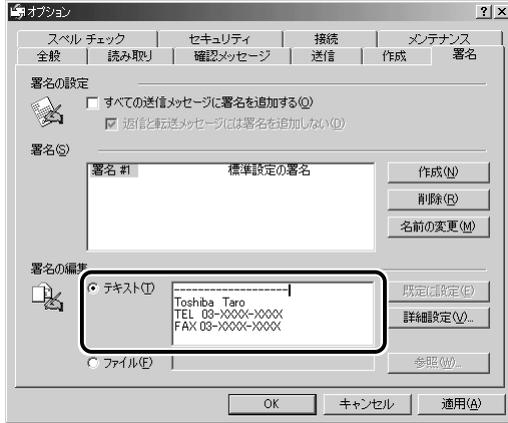 オプション
スペル チェック
セキュリティ
接続
メンテナンス
全般
読み取り
確認メッセージ
送信
作成
署名
署名の設定
すべての送信メッセージに署名を追加する(O)
返信と転送メッセージには署名を追加しない(D)
署名(S)
署名 #1 標準設定の署名
作成(N)
削除(R)
名前の変更(M)
署名の編集
テキスト(T)
--------------------
Toshiba Taro
TEL 03-XXXX-XXXX
FAX 03-XXXX-XXXX
既定に設定(E)
詳細設定(V)...
ファイル(F)
参照(W)...
OK
キャンセル
適用(A)